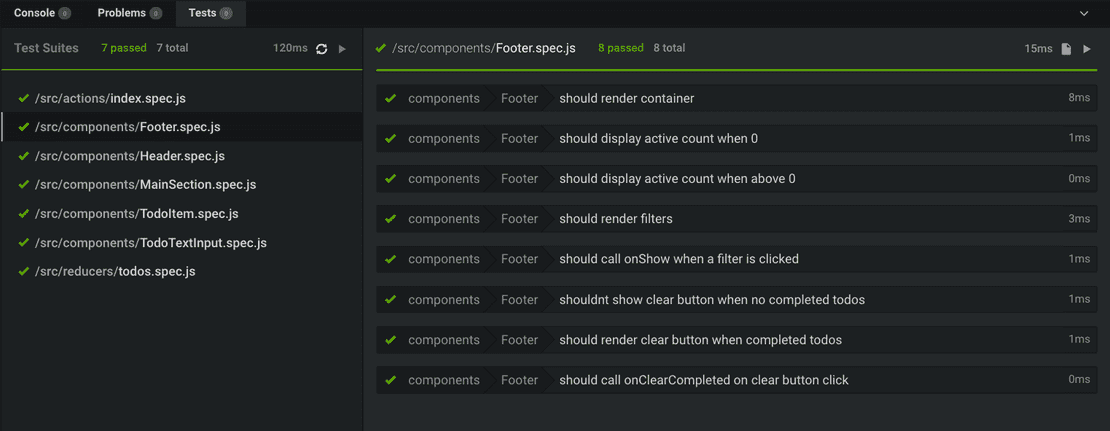 Console 0 Problems 0 Tests 0
Test Suites 7 passed 7 total 120ms
/src/actions/index.spec.js
/src/components/Footer.spec.js
/src/components/Header.spec.js
/src/components/MainSection.spec.js
/src/components/TodoItem.spec.js
/src/components/TodoTextInput.spec.js
/src/reducers/todos.spec.js
/src/components/Footer.spec.js 8 passed 8 total 15ms
components Footer should render container 8ms
components Footer should display active count when 0 1ms
components Footer should display active count when above 0 0ms
components Footer should render filters 3ms
components Footer should call onShow when a filter is clicked 1ms
components Footer shouldnt show clear button when no completed todos 1ms
components Footer should render clear button when completed todos 1ms
components Footer should call onClearCompleted on clear button click 0ms